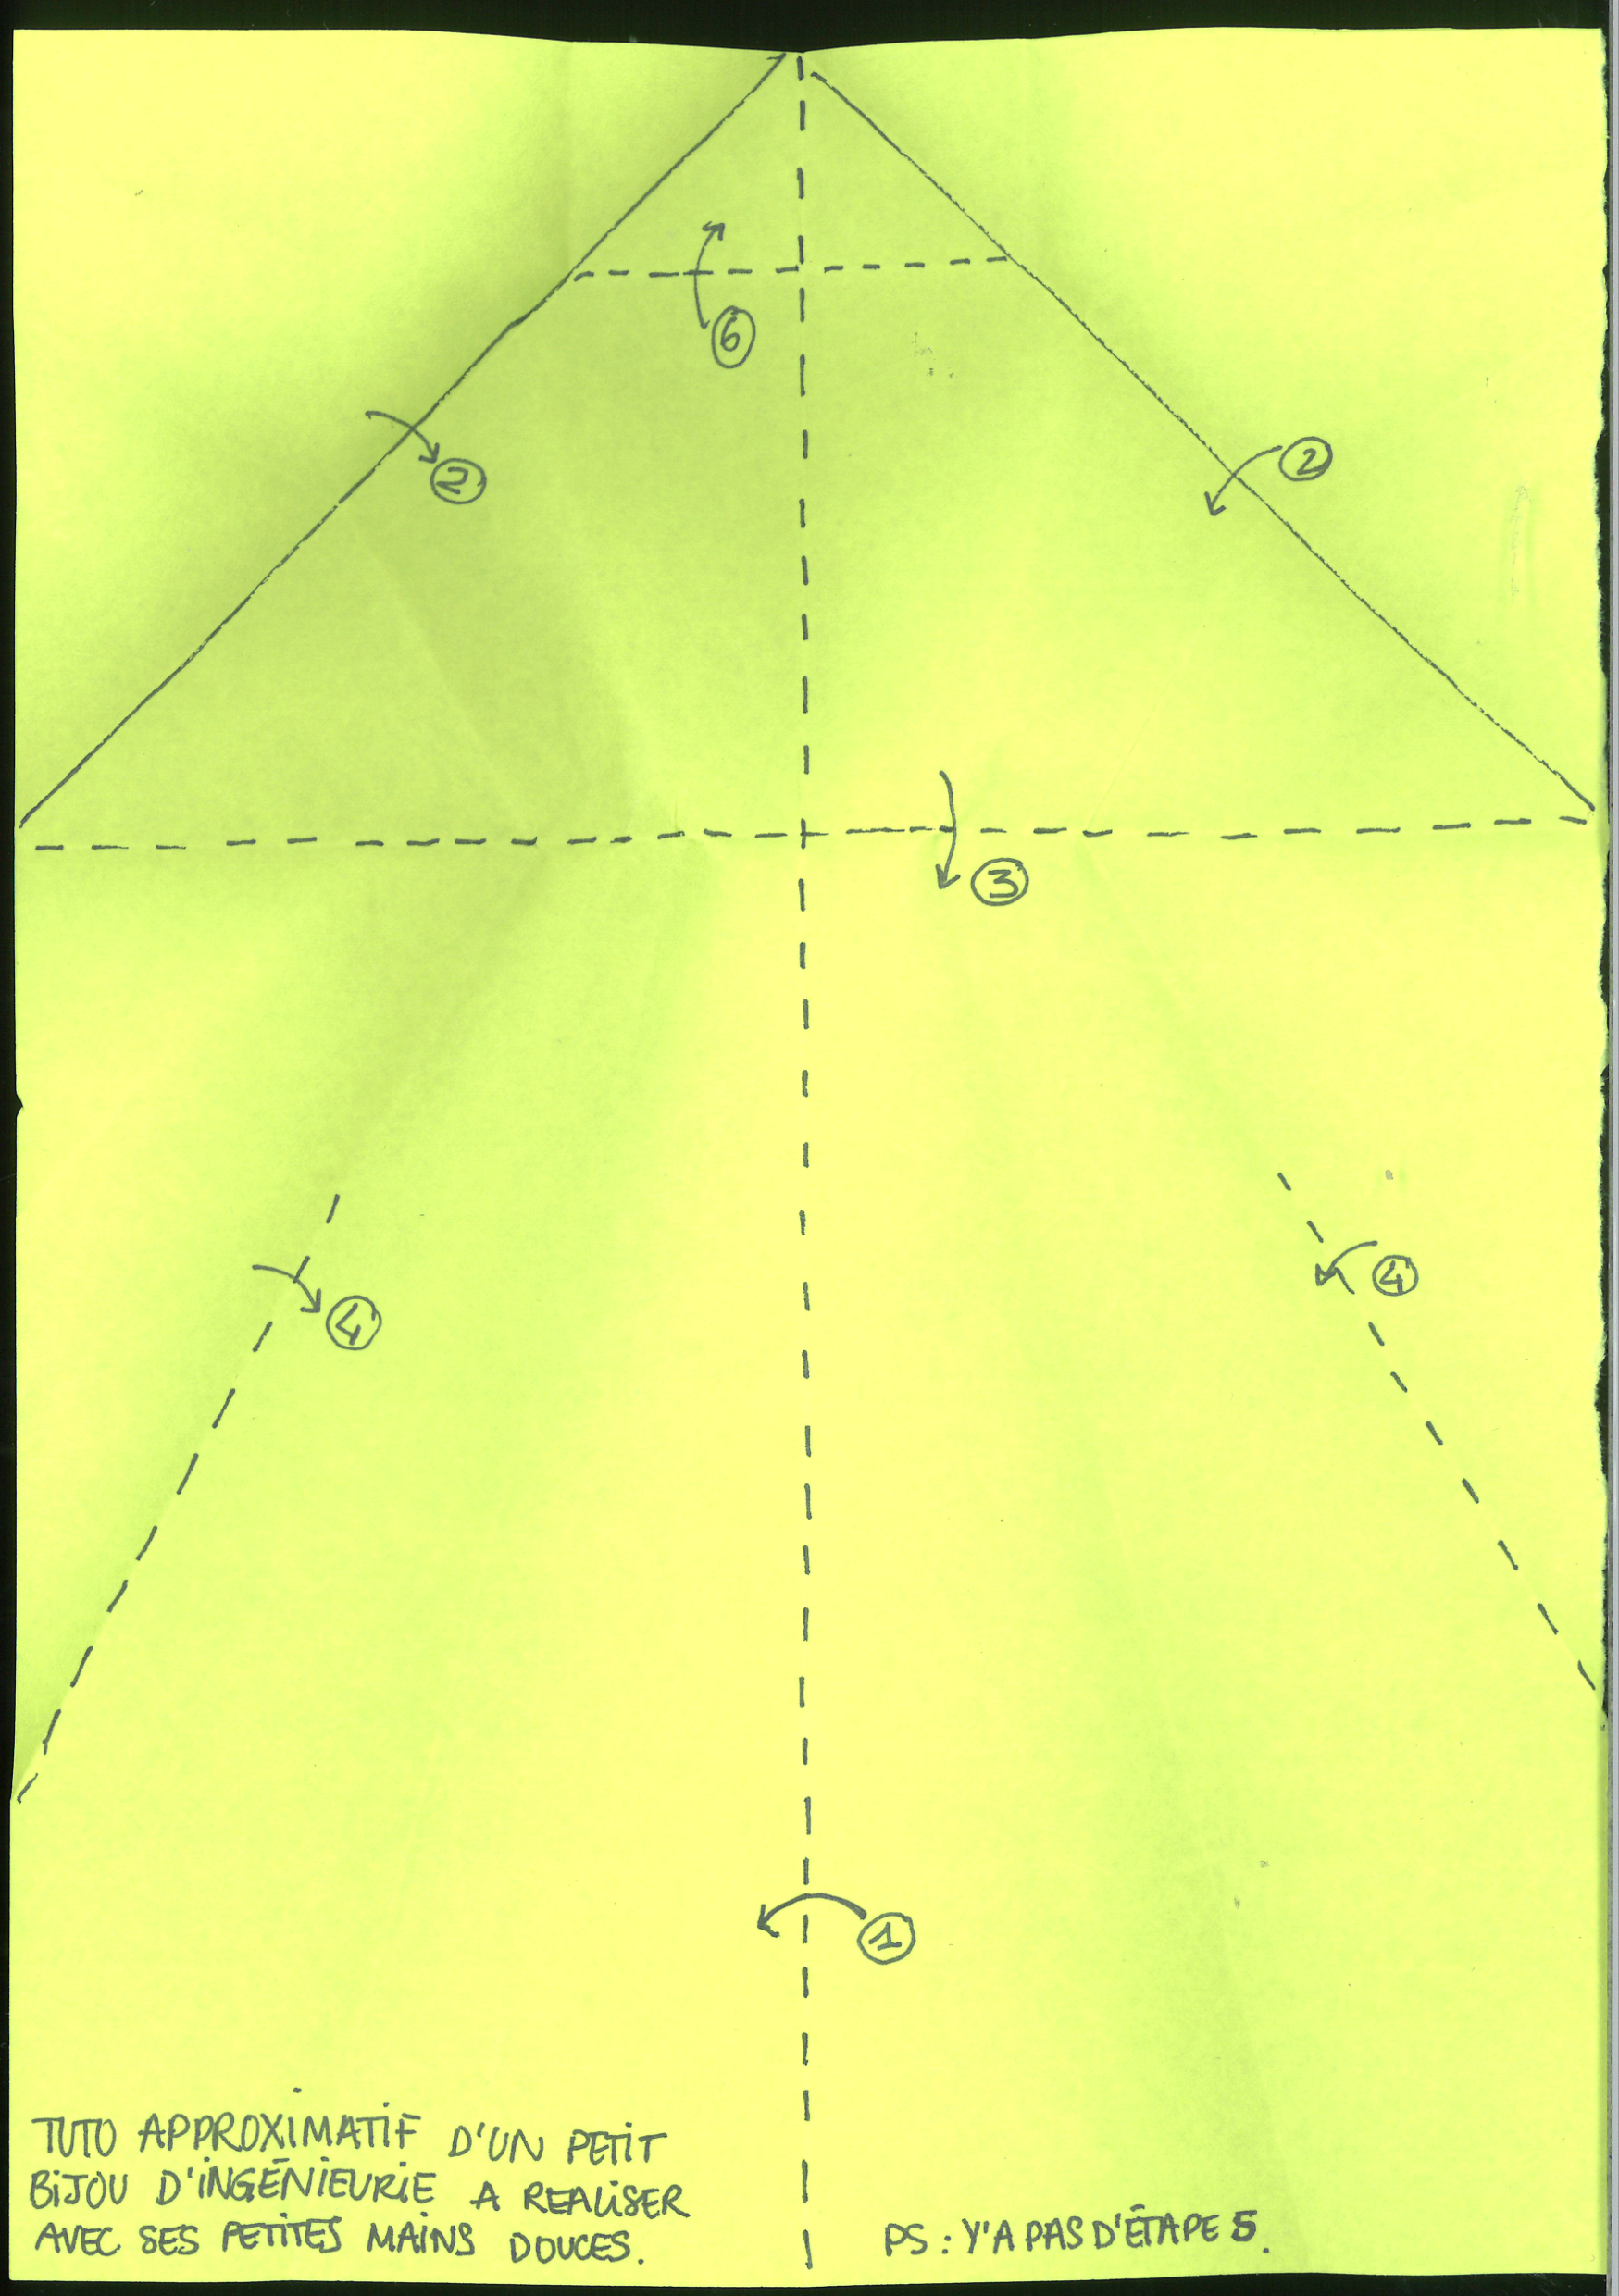 6
2
2
3
4
4
1
TUTO APPROXIMATIF D'UN PETIT
BIJOU D'INGÉNIEURIE A REALISER
AVEC SES PETITES MAINS DOUCES.
PS : Y'A PAS D'ÉTAPE 5.